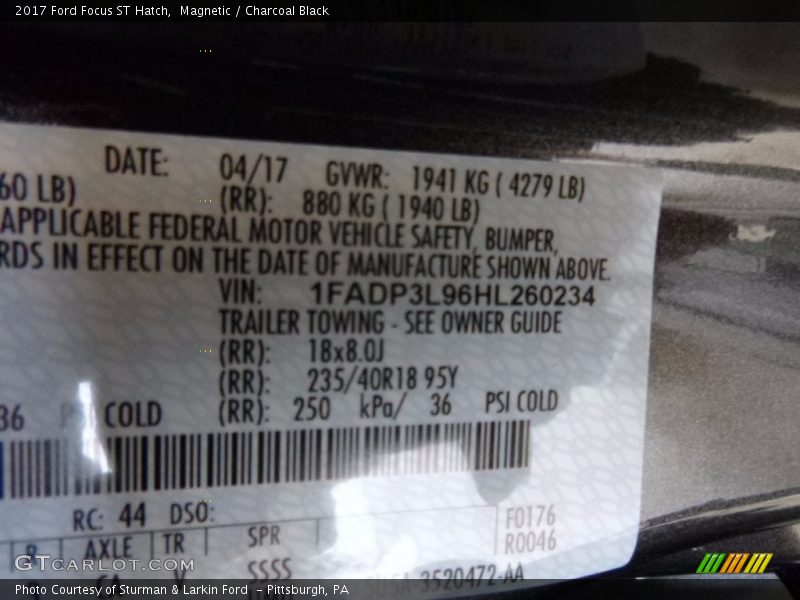 2017 Ford Focus ST Hatch, Magnetic / Charcoal Black
DATE: 04/17 GVWR: 1941 KG ( 4279 LB)
60 LB) (RR): 880 KG ( 1940 LB)
APPLICABLE FEDERAL MOTOR VEHICLE SAFETY, BUMPER,
RDS IN EFFECT ON THE DATE OF MANUFACTURE SHOWN ABOVE.
VIN: 1FADP3L96HL260234
TRAILER TOWING - SEE OWNER GUIDE
(RR): 18x8.0J
(RR): 235/40R18 95Y
36 PSI COLD (RR): 250 kPa/ 36 PSI COLD
RC: 44 DSO:
F0176
AXLE TR SPR R0046
SSSS
3520472-AA
GTCarLot.com
Photo Courtesy of Sturman & Larkin Ford - Pittsburgh, PA